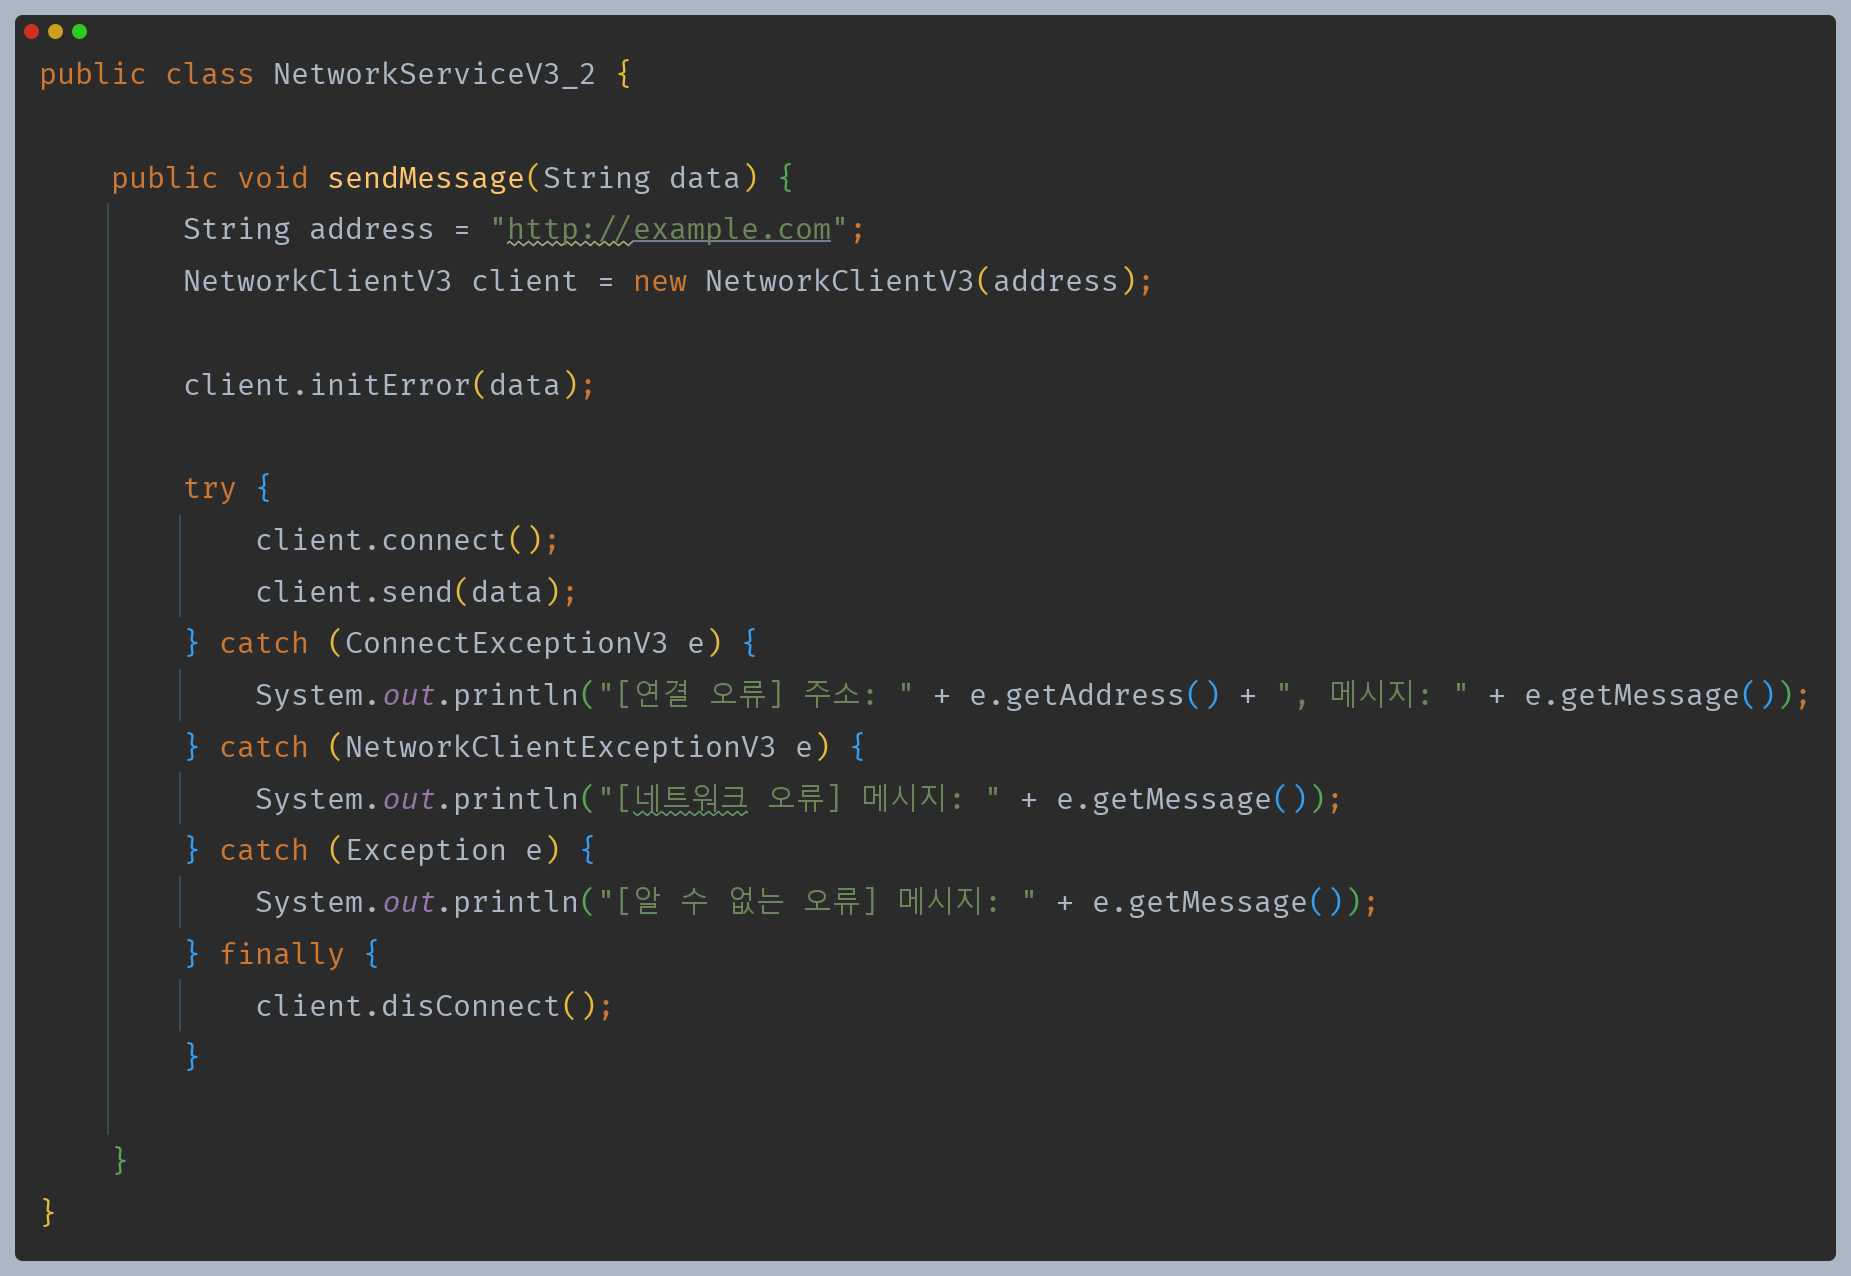 public class NetworkServiceV3_2 {
public void sendMessage(String data) {
String address = "http://example.com";
NetworkClientV3 client = new NetworkClientV3(address);
client.initError(data);
try {
client.connect();
client.send(data);
} catch (ConnectExceptionV3 e) {
System.out.println("[연결 오류] 주소: " + e.getAddress() + ", 메시지: " + e.getMessage());
} catch (NetworkClientExceptionV3 e) {
System.out.println("[네트워크 오류] 메시지: " + e.getMessage());
} catch (Exception e) {
System.out.println("[알 수 없는 오류] 메시지: " + e.getMessage());
} finally {
client.disConnect();
}
}
}